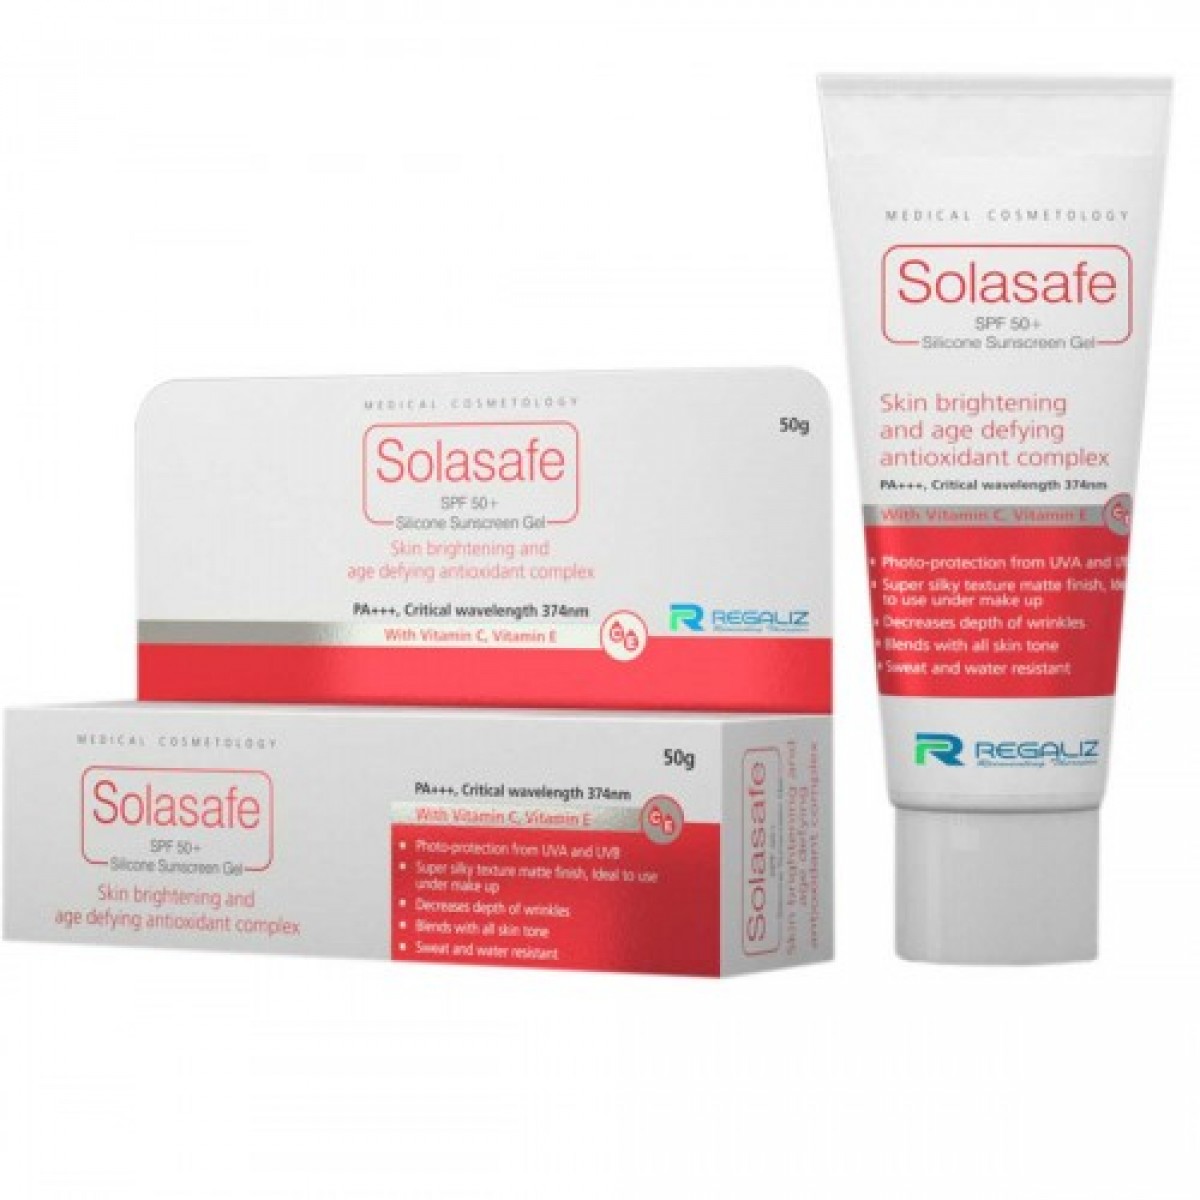 MEDICAL COSMETOLOGY
Solasafe
SPF 50+
Silicone Sunscreen Gel
Skin brightening and
age defying antioxidant complex
50g
PA+++, Critical wavelength 374nm
With Vitamin C, Vitamin E
C E
REGALIZ
MEDICAL COSMETOLOGY
Solasafe
SPF 50+
Silicone Sunscreen Gel
Skin brightening and
age defying antioxidant complex
50g
PA+++, Critical wavelength 374nm
With Vitamin C, Vitamin E
C E
• Photo-protection from UVA and UVB
• Super silky texture matte finish, Ideal to use
under make up
• Decreases depth of wrinkles
• Blends with all skin tone
• Sweat and water resistant
Solasafe
SPF 50+
Silicone Sunscreen Gel
Skin brightening and
age defying
antioxidant complex
MEDICAL COSMETOLOGY
Solasafe
SPF 50+
Silicone Sunscreen Gel
Skin brightening
and age defying
antioxidant complex
PA+++, Critical wavelength 374nm
With Vitamin C, Vitamin E
• Photo-protection from UVA and
• Super silky texture matte finish,
to use under make up
• Decreases depth of wrinkles
• Blends with all skin tone
• Sweat and water resistant
REGALIZ